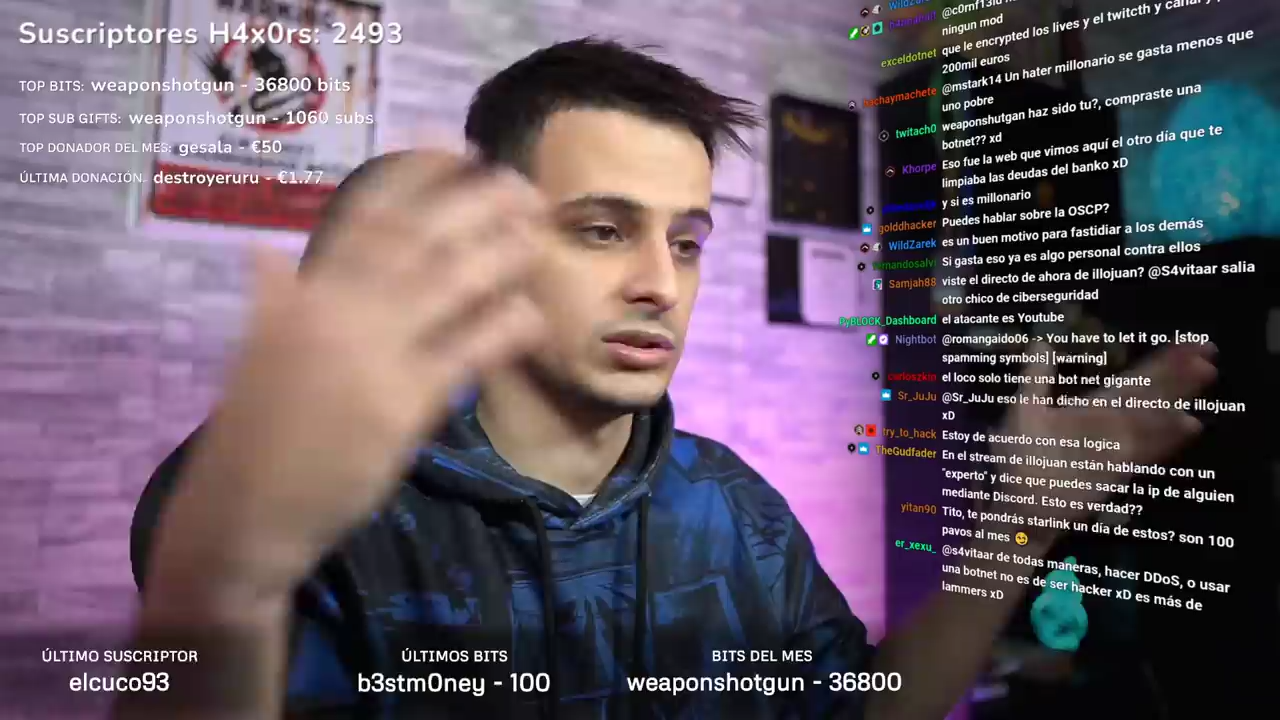 Suscriptores H4x0rs: 2493
TOP BITS: weaponshotgun - 36800 bits
TOP SUB GIFTS: weaponshotgun - 1060 subs
TOP DONADOR DEL MES: gesala - €50
ÚLTIMA DONACIÓN: destroyeruru - €1.77
WildZarek
ningun mod
exceldotnet que le encrypted los lives y el twitcth y canal y
200mil euros
pachaymachete @mstark14 Un hater millonario se gasta menos que
uno pobre
twitach0 weaponshutgan haz sido tu?, compraste una
botnet?? xd
Khorpe Eso fue la web que vimos aquí el otro día que te
limpiaba las deudas del banko xD
y si es millonario
golddhacker Puedes hablar sobre la OSCP?
WildZarek es un buen motivo para fastidiar a los demás
Si gasta eso ya es algo personal contra ellos
Samjah88 viste el directo de ahora de illojuan? @S4vitaar salia
otro chico de ciberseguridad
PyBLOCK_Dashboard el atacante es Youtube
Nightbot @romangaido06 -> You have to let it go. [stop
spamming symbols] [warning]
carloszkm el loco solo tiene una bot net gigante
Sr_JuJu @Sr_JuJu eso le han dicho en el directo de illojuan
xD
try_to_hack Estoy de acuerdo con esa logica
TheGudfader En el stream de illojuan están hablando con un
"experto" y dice que puedes sacar la ip de alguien
mediante Discord. Esto es verdad??
yitan90 Tito, te pondrás starlink un día de estos? son 100
pavos al mes
er_xexu_ @s4vitaar de todas maneras, hacer DDoS, o usar
una botnet no es de ser hacker xD es más de
lammers xD
ÚLTIMO SUSCRIPTOR
elcuco93
ÚLTIMOS BITS
b3stm0ney - 100
BITS DEL MES
weaponshotgun - 36800